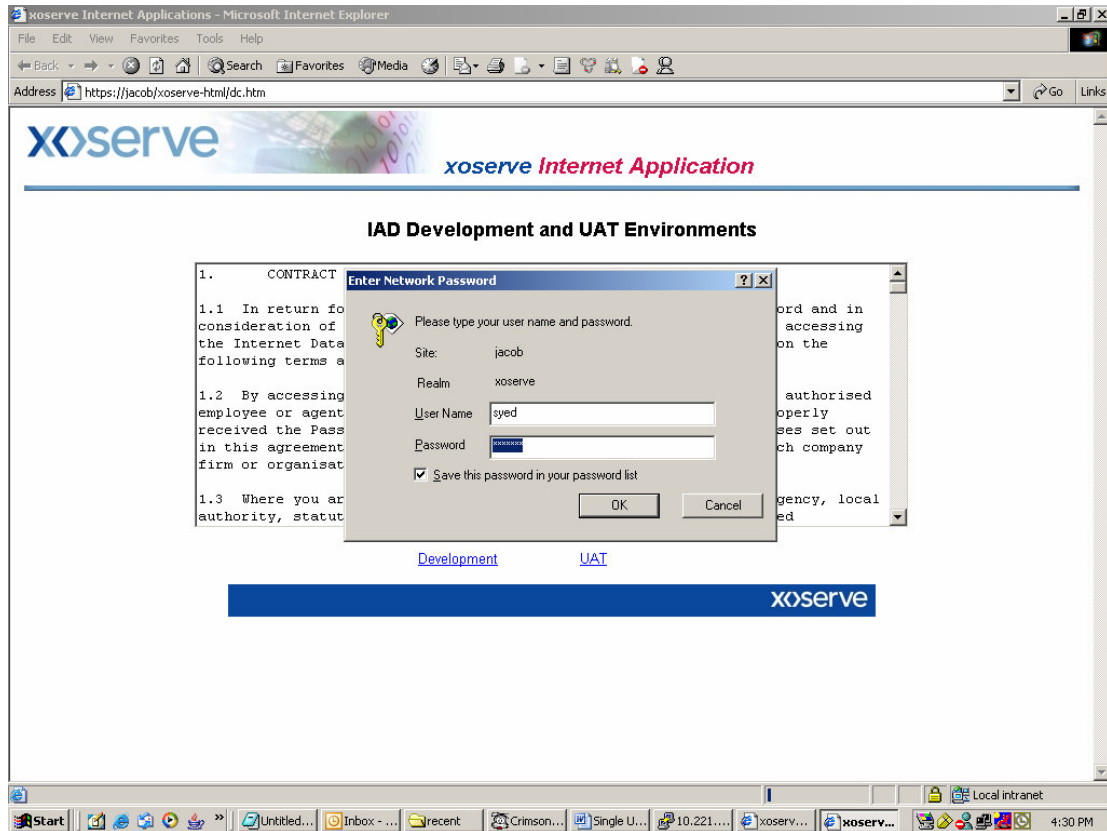 xoserve Internet Applications - Microsoft Internet Explorer
File Edit View Favorites Tools Help
Back Search Favorites Media
Address https://jacob/xoserve-html/dc.htm Go Links
xoserve
xoserve Internet Application
IAD Development and UAT Environments
1. CONTRACT
1.1 In return fo ord and in
consideration of accessing
the Internet Data on the
following terms a
1.2 By accessing authorised
employee or agent operly
received the Pass ses set out
in this agreement ch company
firm or organisat
1.3 Where you ar gency, local
authority, statut ed
Enter Network Password
Please type your user name and password.
Site: jacob
Realm xoserve
User Name syed
Password xxxxxxx
Save this password in your password list
OK Cancel
Development UAT
xoserve
Local intranet
Start Untitled... Inbox - ... recent Crimson... Single U... 10.221.... xoserv... xoserv... 4:30 PM